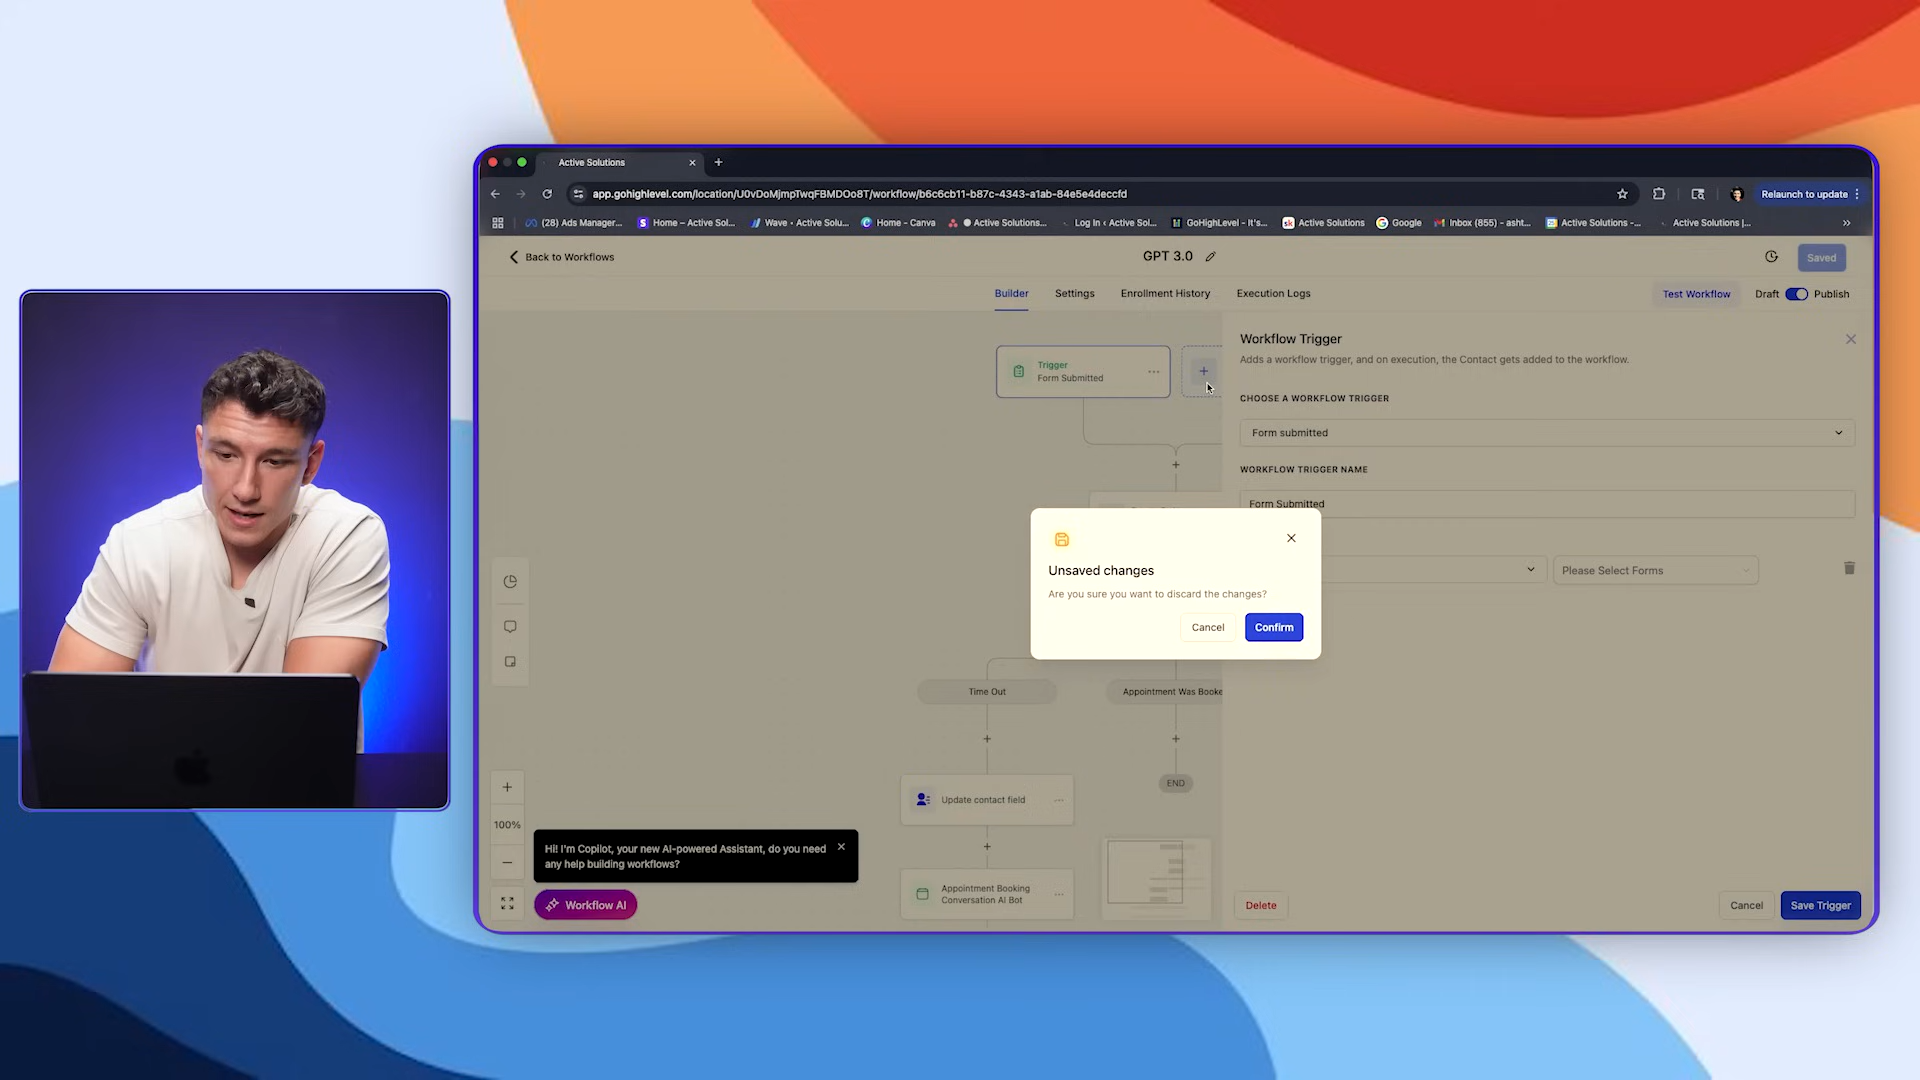 Active Solutions
app.gohighlevel.com/location/U0vDoMjmpTwqFBMDOo8T/workflow/b6c6cb11-b87c-4343-a1ab-84e5e4deccfd
Relaunch to update
(28) Ads Manager...
Home – Active Sol...
Wave • Active Solu...
Home - Canva
Active Solutions...
Log In ‹ Active Sol...
GoHighLevel - It's...
sk
Active Solutions
Google
Inbox (855) - asht...
Active Solutions -...
Active Solutions |...
Back to Workflows
GPT 3.0
Saved
Builder
Settings
Enrollment History
Execution Logs
Test Workflow
Draft
Publish
Trigger
Form Submitted
Workflow Trigger
Adds a workflow trigger, and on execution, the Contact gets added to the workflow.
CHOOSE A WORKFLOW TRIGGER
Form submitted
WORKFLOW TRIGGER NAME
Form Submitted
Please Select Forms
Unsaved changes
Are you sure you want to discard the changes?
Cancel
Confirm
Time Out
Appointment Was Booke
END
Update contact field
Appointment Booking
Conversation AI Bot
100%
Hi! I'm Copilot, your new AI-powered Assistant, do you need
any help building workflows?
Workflow AI
Delete
Cancel
Save Trigger